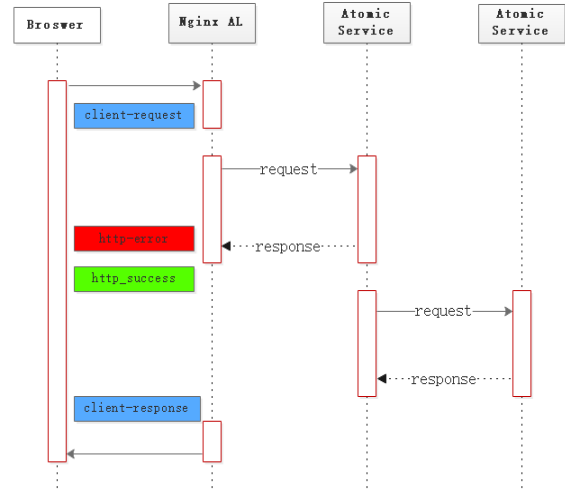 Broswer
Nginx AL
Atomic
Service
Atomic
Service
client-request
request
http-error
response
http_success
request
response
client-response